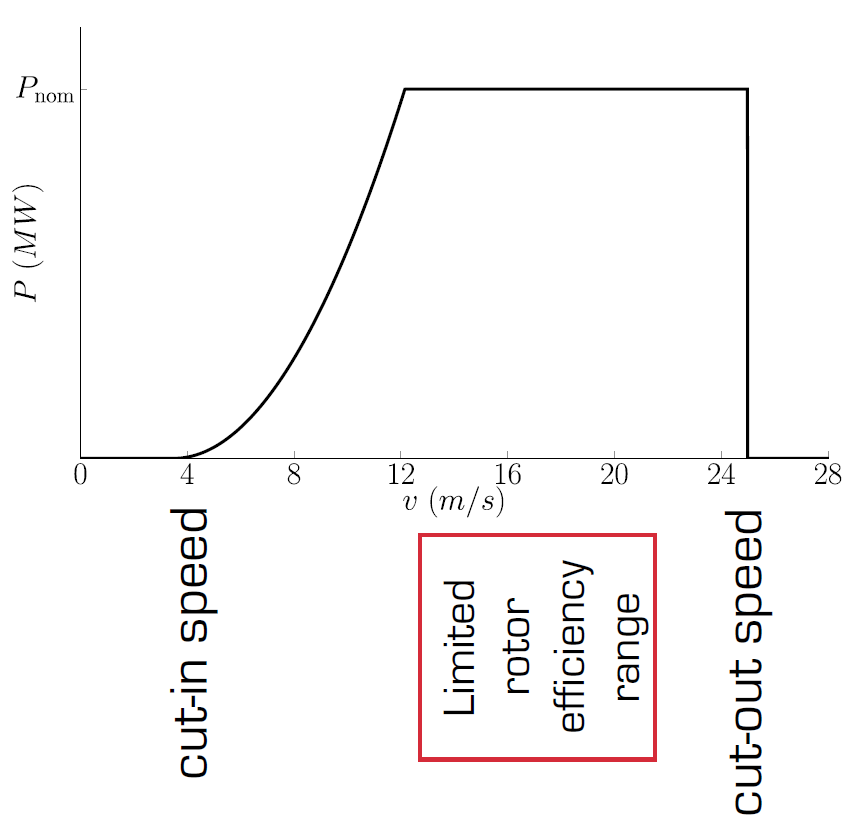 P_nom
P (MW)
0 4 8 12 16 20 24 28
v (m/s)
cut-in speed
Limited
rotor
efficiency
range
cut-out speed